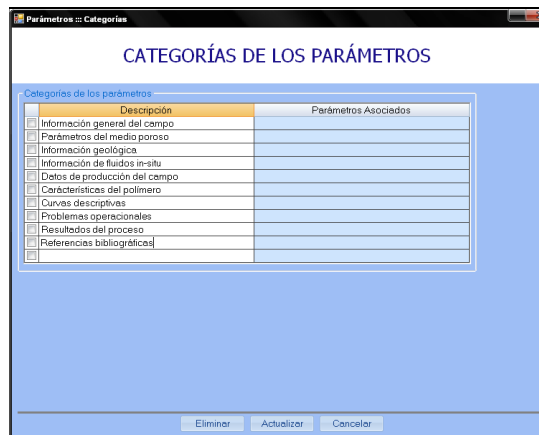 Parámetros ::: Categorías
CATEGORÍAS DE LOS PARÁMETROS
Categorías de los parámetros
Descripción Parámetros Asociados
Información general del campo
Parámetros del medio poroso
Información geológica
Información de fluidos in-situ
Datos de producción del campo
Carácterísticas del polímero
Curvas descriptivas
Problemas operacionales
Resultados del proceso
Referencias bibliográficas
Eliminar Actualizar Cancelar